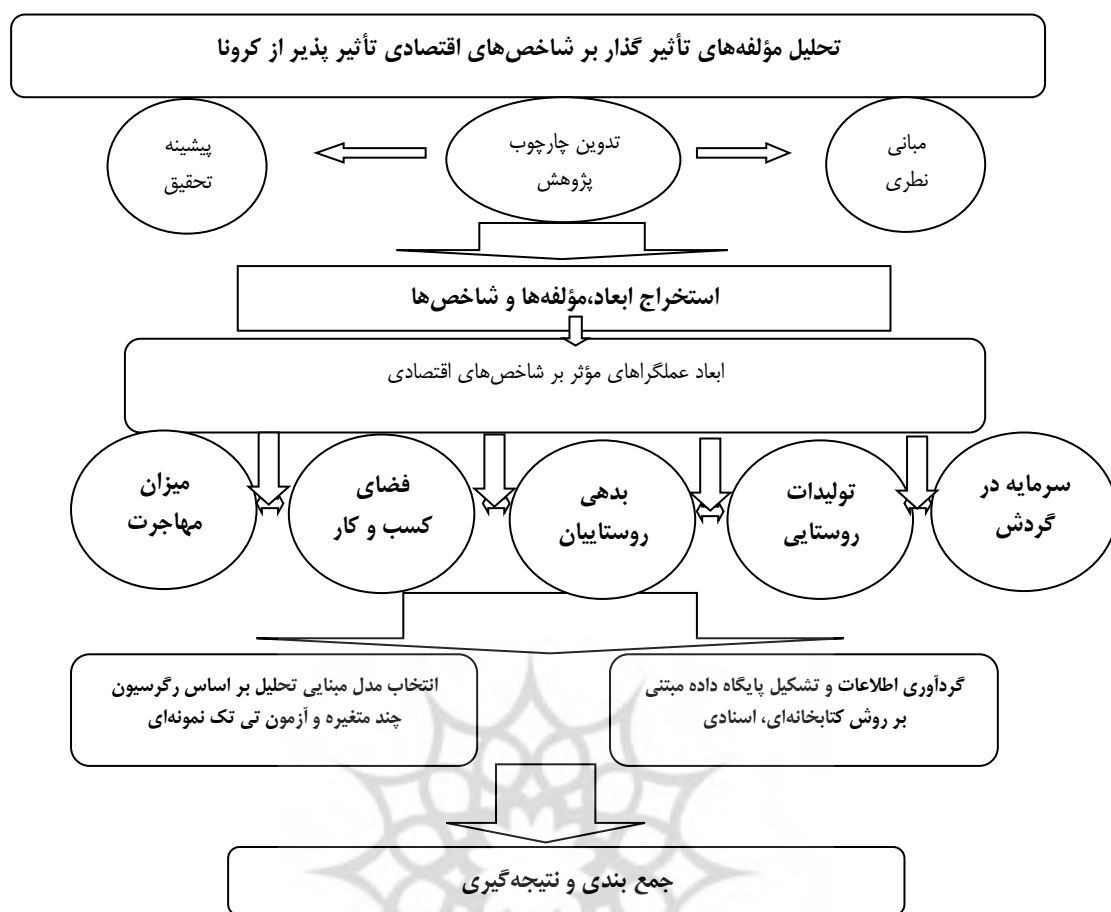 تحلیل مؤلفه‌های تأثیر گذار بر شاخص‌های اقتصادی تأثیر پذیر از کرونا
مبانی
نطری
تدوین چارچوب
پژوهش
پیشینه
تحقیق
استخراج ابعاد،مؤلفه‌ها و شاخص‌ها
ابعاد عملگراهای مؤثر بر شاخص‌های اقتصادی
سرمایه در
گردش
تولیدات
روستایی
بدهی
روستاییان
فضای
کسب و کار
میزان
مهاجرت
گردآوری اطلاعات و تشکیل پایگاه داده مبتنی
بر روش کتابخانه‌ای، اسنادی
انتخاب مدل مبنایی تحلیل بر اساس رگرسیون
چند متغیره و آزمون تی تک نمونه‌ای
جمع بندی و نتیجه‌گیری